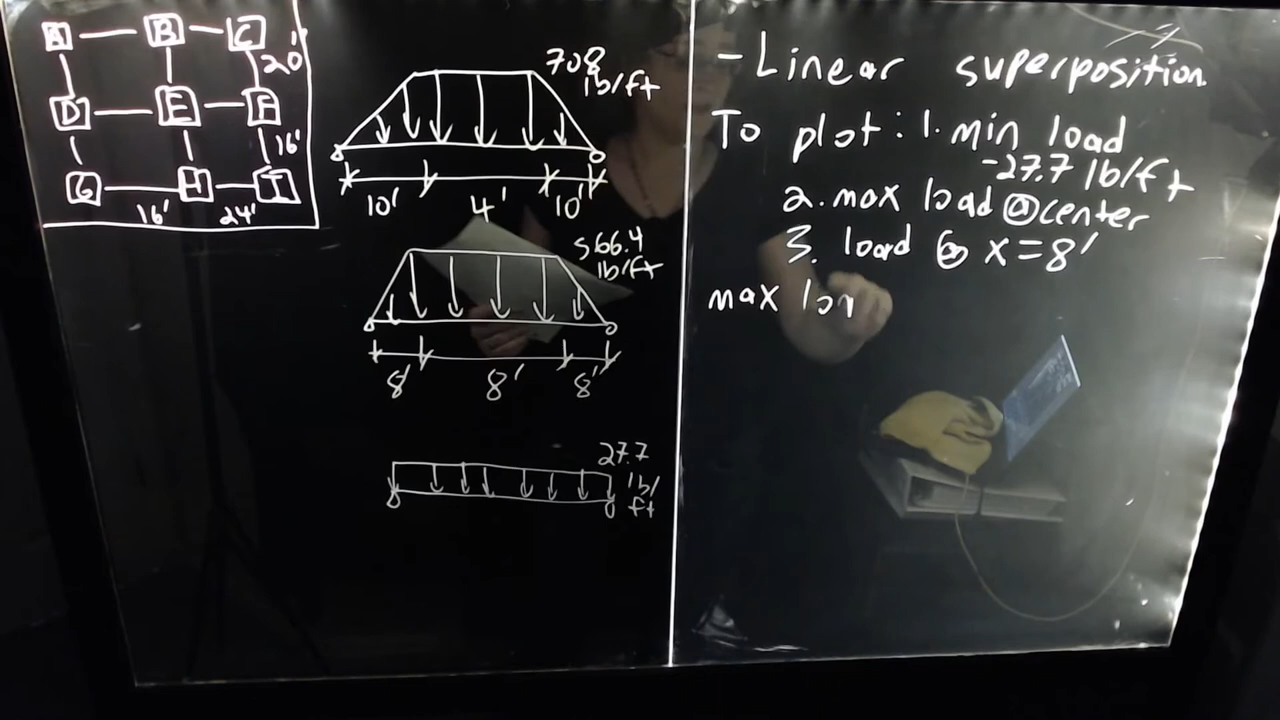 A B C
20'
D E F
16'
G H I
16' 24'
708
lb/ft
10' 4' 10'
566.4
lb/ft
8' 8' 8'
27.7
lb/
ft
- Linear superposition
To plot: 1. min load
-27.7 lb/ft
2. max load @ center
3. load @ x=8'
max